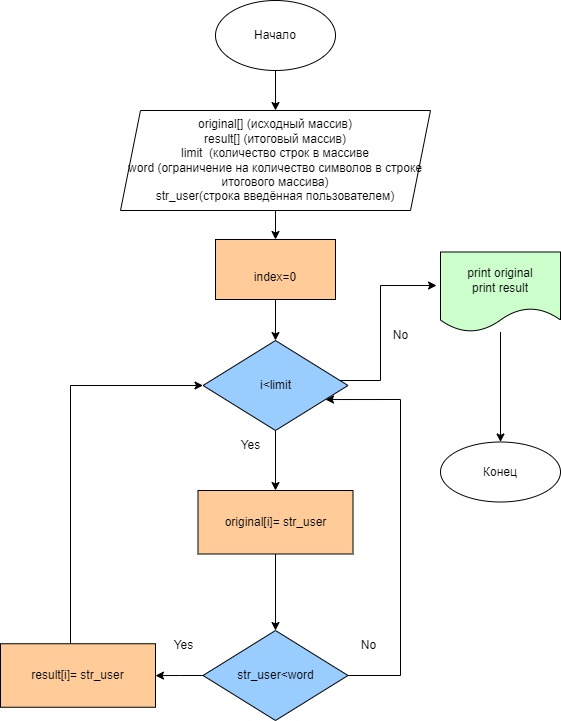 Начало
original[] (исходный массив)
result[] (итоговый массив)
limit (количество строк в массиве
word (ограничение на количество символов в строке
итогового массива)
str_user(строка введённая пользователем)
index=0
print original
print result
No
i<limit
Yes
original[i]= str_user
Конец
Yes
No
result[i]= str_user
str_user<word